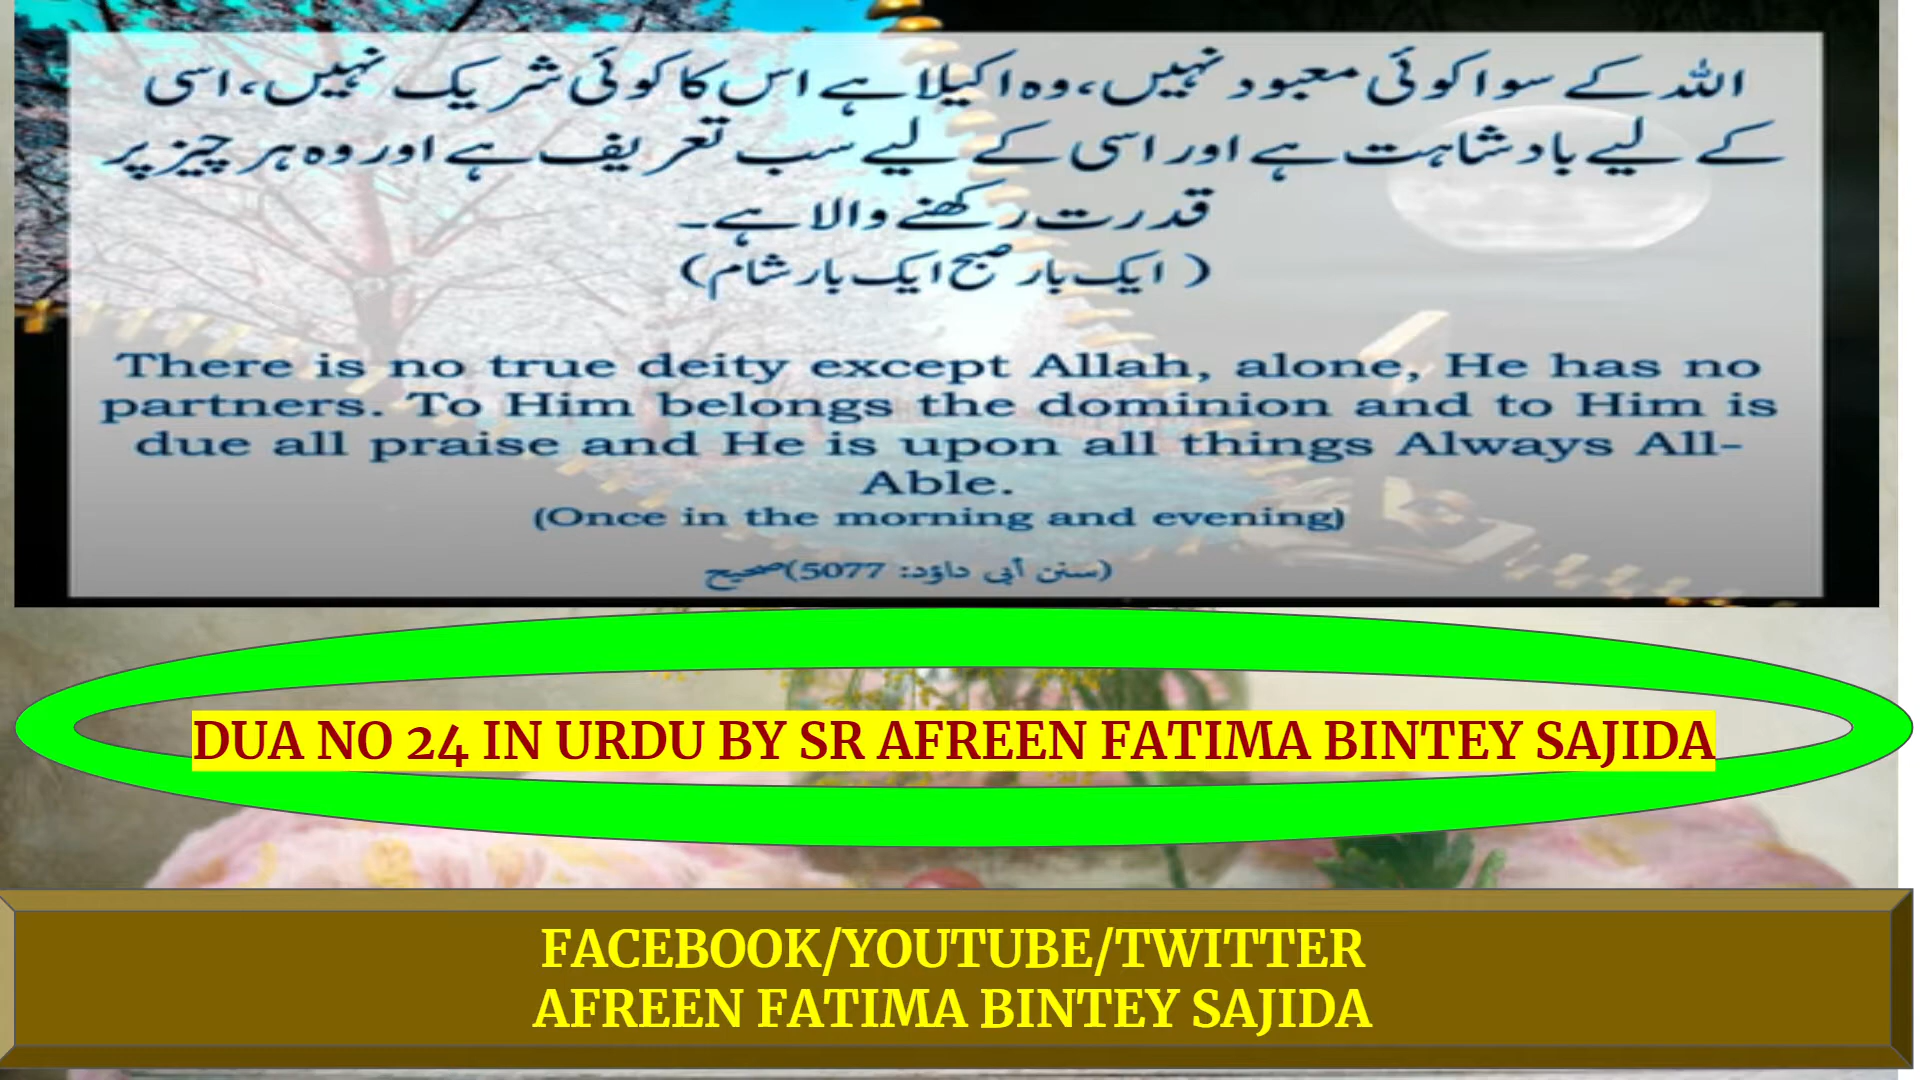 اللہ کے سوا کوئی معبود نہیں، وہ اکیلا ہے اس کا کوئی شریک نہیں، اسی
کے لیے بادشاہت ہے اور اسی کے لیے سب تعریف ہے اور وہ ہر چیز پر
قدرت رکھنے والا ہے۔
( ایک بار صبح ایک بار شام)
There is no true deity except Allah, alone, He has no
partners. To Him belongs the dominion and to Him is
due all praise and He is upon all things Always All-
Able.
(Once in the morning and evening)
(سنن أبی داؤد: 5077)صحیح
DUA NO 24 IN URDU BY SR AFREEN FATIMA BINTEY SAJIDA
FACEBOOK/YOUTUBE/TWITTER
AFREEN FATIMA BINTEY SAJIDA